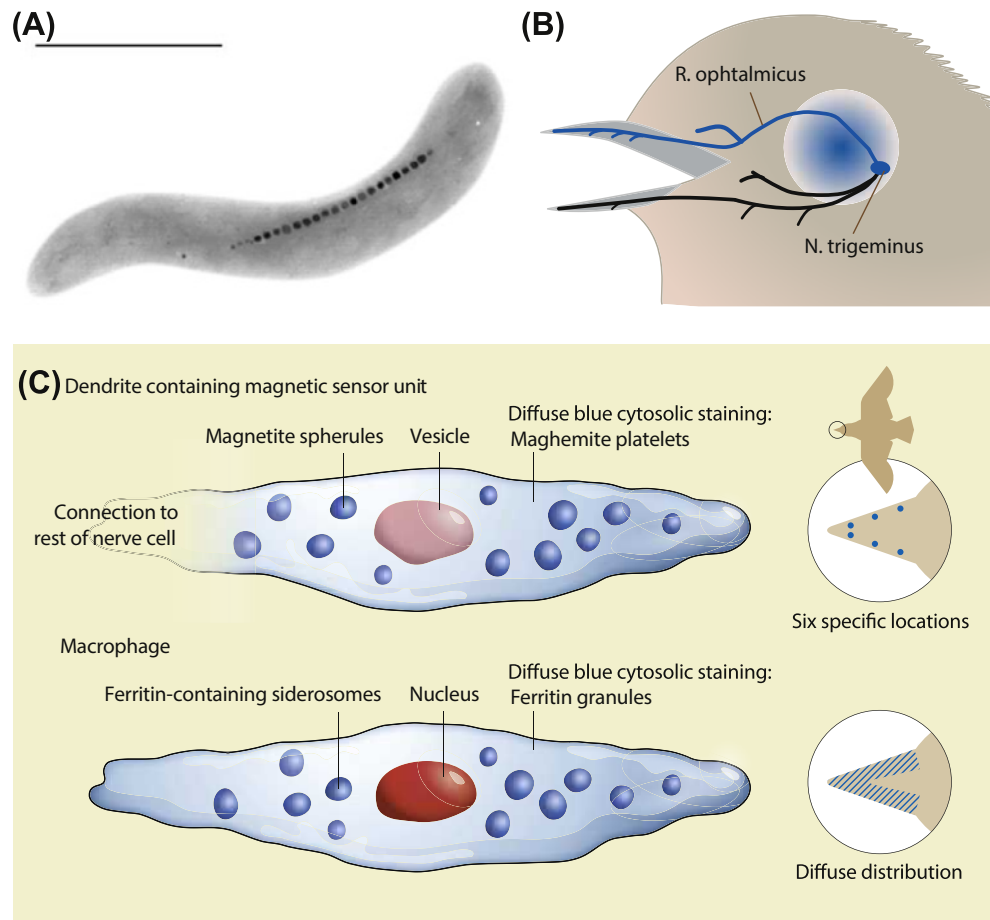 (A)
(B)
R. ophtalmicus
N. trigeminus
(C) Dendrite containing magnetic sensor unit
Magnetite spherules
Vesicle
Diffuse blue cytosolic staining:
Maghemite platelets
Connection to
rest of nerve cell
Six specific locations
Macrophage
Ferritin-containing siderosomes
Nucleus
Diffuse blue cytosolic staining:
Ferritin granules
Diffuse distribution